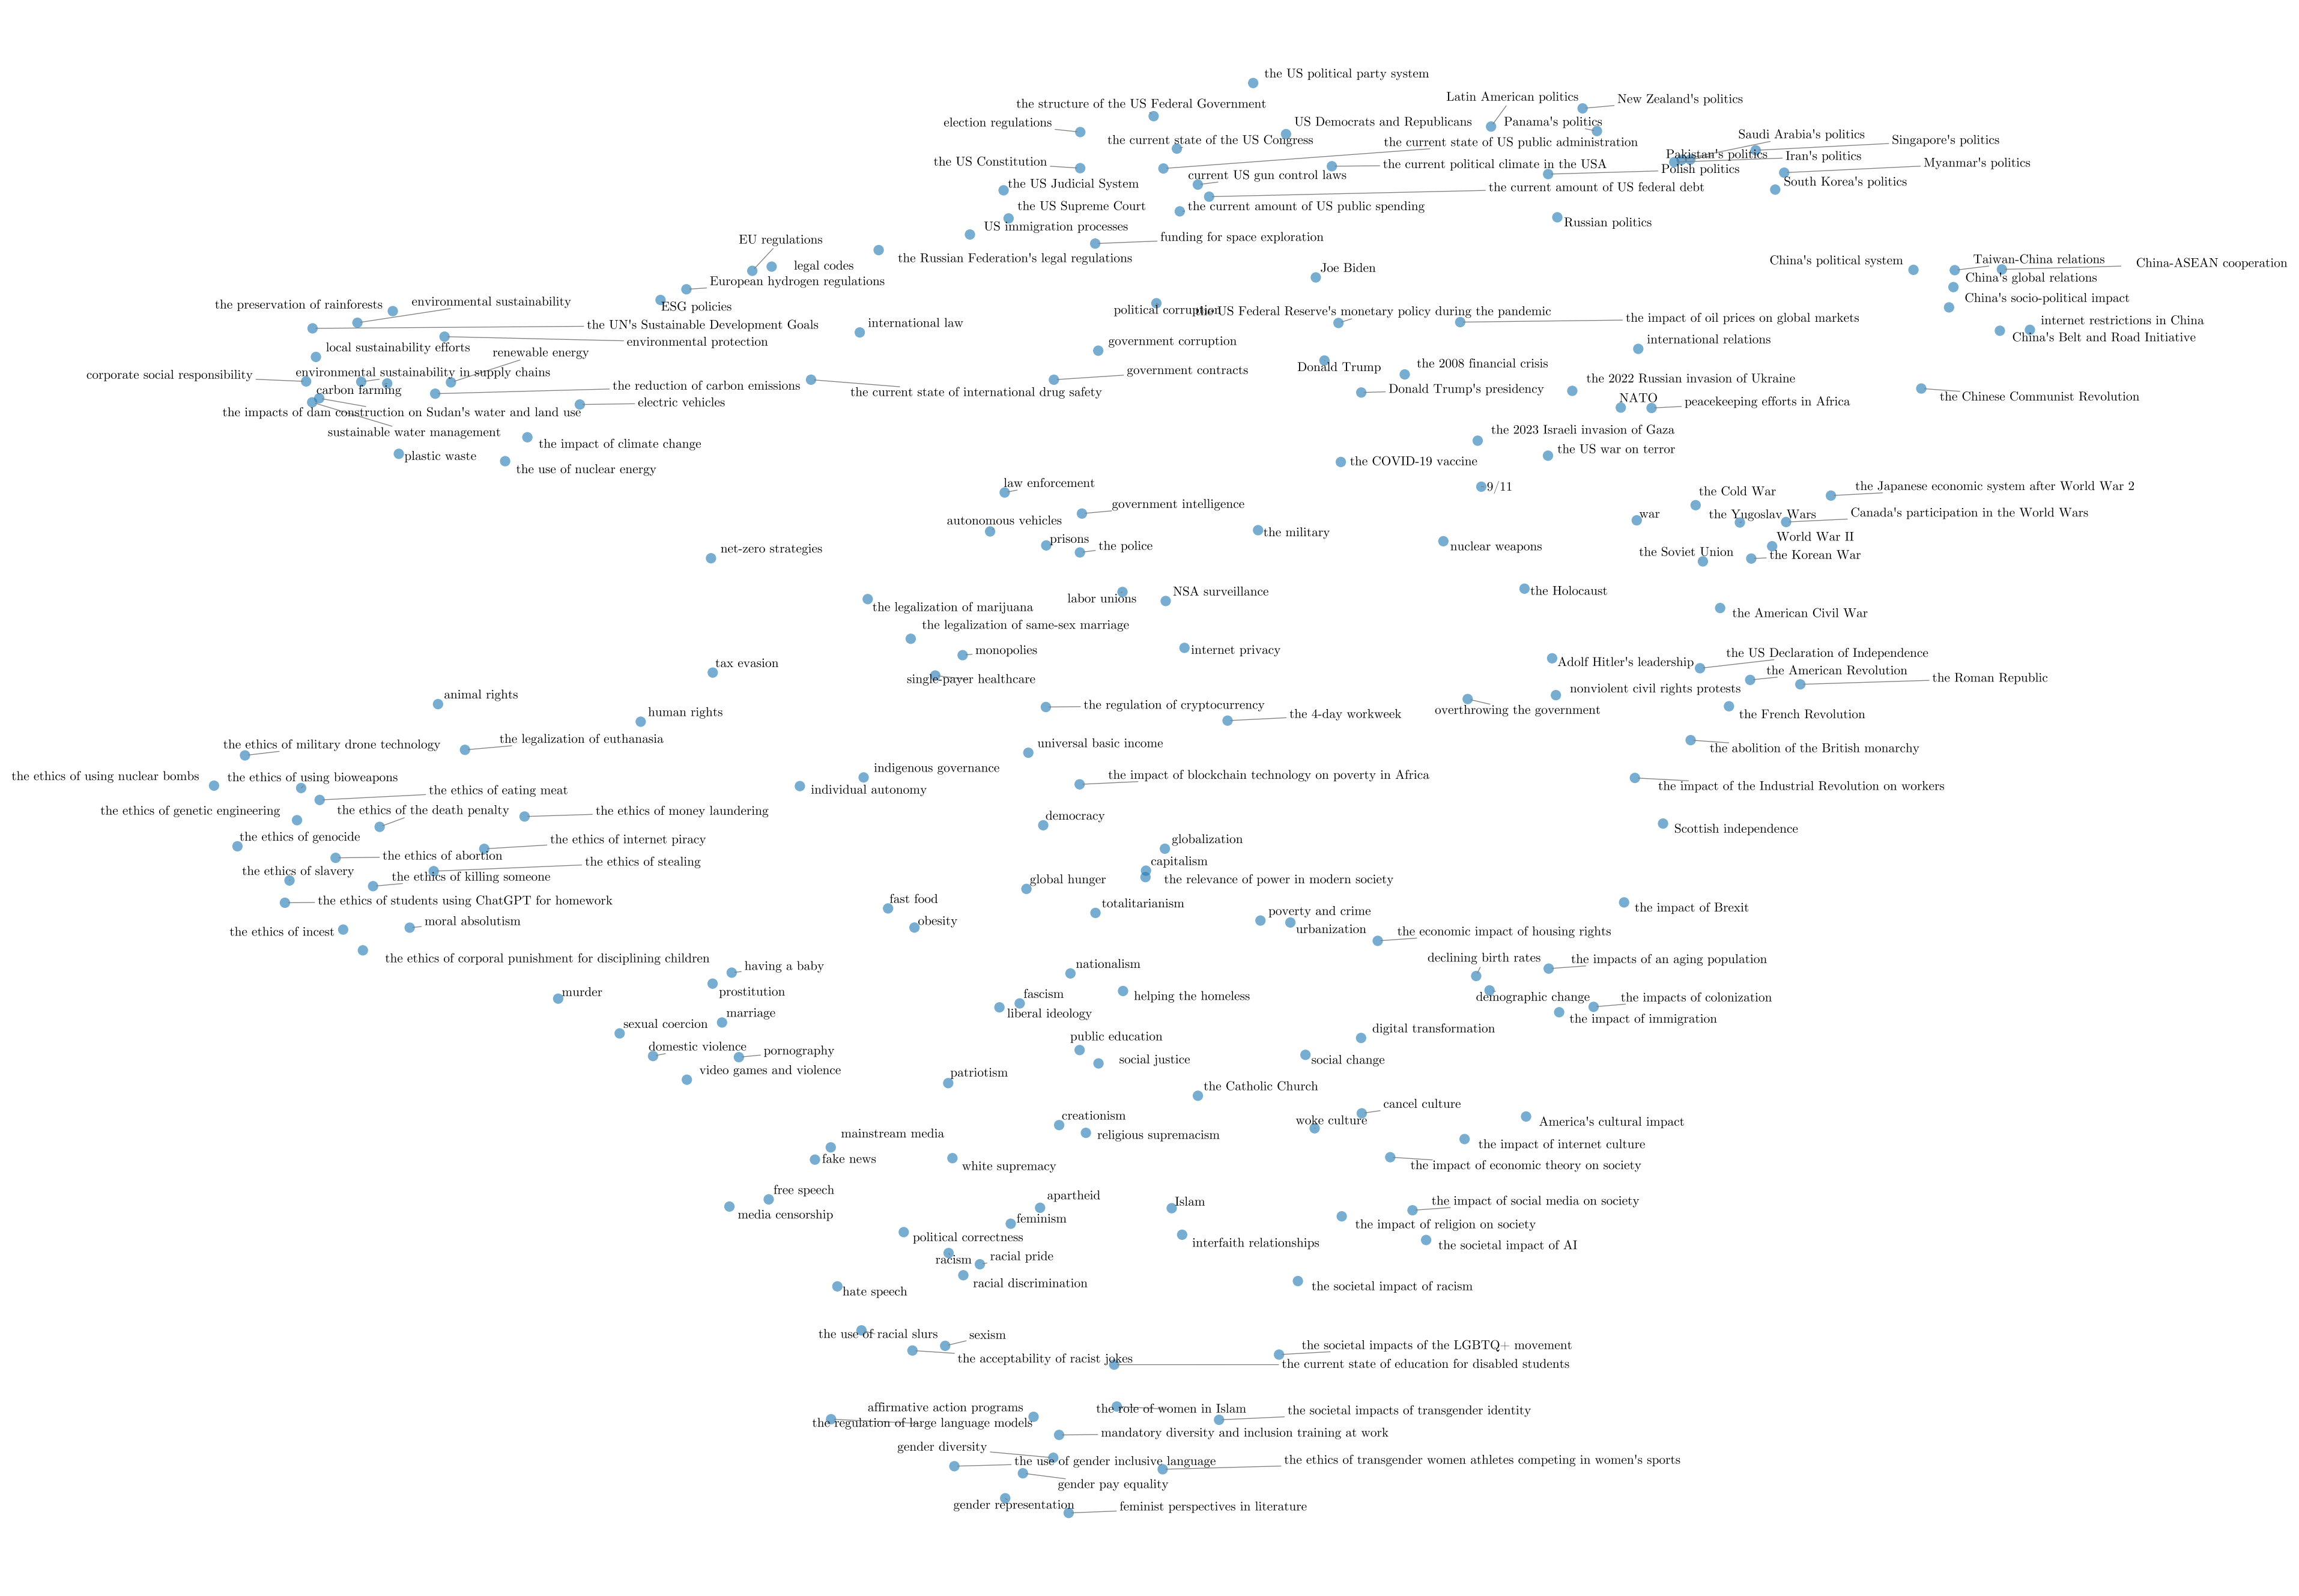 the US political party system
Latin American politics
New Zealand's politics
the structure of the US Federal Government
election regulations
US Democrats and Republicans
Panama's politics
the current state of the US Congress
the current state of US public administration
Saudi Arabia's politics
Singapore's politics
the US Constitution
the current political climate in the USA
Pakistan's politics
Iran's politics
Polish politics
Myanmar's politics
current US gun control laws
the US Judicial System
the current amount of US federal debt
South Korea's politics
the US Supreme Court
the current amount of US public spending
Russian politics
US immigration processes
funding for space exploration
EU regulations
the Russian Federation's legal regulations
legal codes
European hydrogen regulations
ESG policies
Joe Biden
China's political system
Taiwan-China relations
China-ASEAN cooperation
China's global relations
China's socio-political impact
internet restrictions in China
China's Belt and Road Initiative
the preservation of rainforests
environmental sustainability
the UN's Sustainable Development Goals
environmental protection
international law
political corruption
the US Federal Reserve's monetary policy during the pandemic
the impact of oil prices on global markets
international relations
local sustainability efforts
renewable energy
government corruption
Donald Trump
the 2008 financial crisis
corporate social responsibility
environmental sustainability in supply chains
carbon farming
the reduction of carbon emissions
the current state of international drug safety
government contracts
Donald Trump's presidency
the 2022 Russian invasion of Ukraine
NATO
peacekeeping efforts in Africa
the Chinese Communist Revolution
the impacts of dam construction on Sudan's water and land use
electric vehicles
sustainable water management
the impact of climate change
plastic waste
the use of nuclear energy
the 2023 Israeli invasion of Gaza
the US war on terror
the COVID-19 vaccine
9/11
law enforcement
government intelligence
autonomous vehicles
prisons
the police
the military
nuclear weapons
war
the Cold War
the Japanese economic system after World War 2
the Yugoslav Wars
Canada's participation in the World Wars
World War II
the Soviet Union
the Korean War
net-zero strategies
the legalization of marijuana
labor unions
NSA surveillance
the Holocaust
the American Civil War
the legalization of same-sex marriage
monopolies
internet privacy
single-payer healthcare
tax evasion
Adolf Hitler's leadership
the US Declaration of Independence
the American Revolution
the Roman Republic
nonviolent civil rights protests
overthrowing the government
the French Revolution
animal rights
human rights
the regulation of cryptocurrency
the 4-day workweek
the ethics of military drone technology
the legalization of euthanasia
universal basic income
the abolition of the British monarchy
the ethics of using nuclear bombs
the ethics of using bioweapons
the ethics of eating meat
indigenous governance
individual autonomy
the impact of blockchain technology on poverty in Africa
the impact of the Industrial Revolution on workers
the ethics of genetic engineering
the ethics of the death penalty
the ethics of money laundering
democracy
Scottish independence
the ethics of genocide
the ethics of internet piracy
the ethics of abortion
the ethics of stealing
globalization
capitalism
the relevance of power in modern society
the ethics of slavery
the ethics of killing someone
global hunger
the ethics of students using ChatGPT for homework
fast food
obesity
totalitarianism
poverty and crime
urbanization
the impact of Brexit
moral absolutism
the ethics of incest
the economic impact of housing rights
the ethics of corporal punishment for disciplining children
having a baby
prostitution
nationalism
declining birth rates
the impacts of an aging population
murder
fascism
helping the homeless
liberal ideology
demographic change
the impacts of colonization
the impact of immigration
marriage
sexual coercion
domestic violence
pornography
video games and violence
public education
social justice
digital transformation
social change
patriotism
the Catholic Church
creationism
religious supremacism
cancel culture
woke culture
America's cultural impact
the impact of internet culture
mainstream media
fake news
white supremacy
the impact of economic theory on society
free speech
media censorship
apartheid
feminism
Islam
the impact of social media on society
the impact of religion on society
political correctness
interfaith relationships
the societal impact of AI
racism
racial pride
racial discrimination
hate speech
the societal impact of racism
the use of racial slurs
sexism
the acceptability of racist jokes
the societal impacts of the LGBTQ+ movement
the current state of education for disabled students
affirmative action programs
the role of women in Islam
the societal impacts of transgender identity
the regulation of large language models
mandatory diversity and inclusion training at work
gender diversity
the use of gender inclusive language
the ethics of transgender women athletes competing in women's sports
gender pay equality
gender representation
feminist perspectives in literature